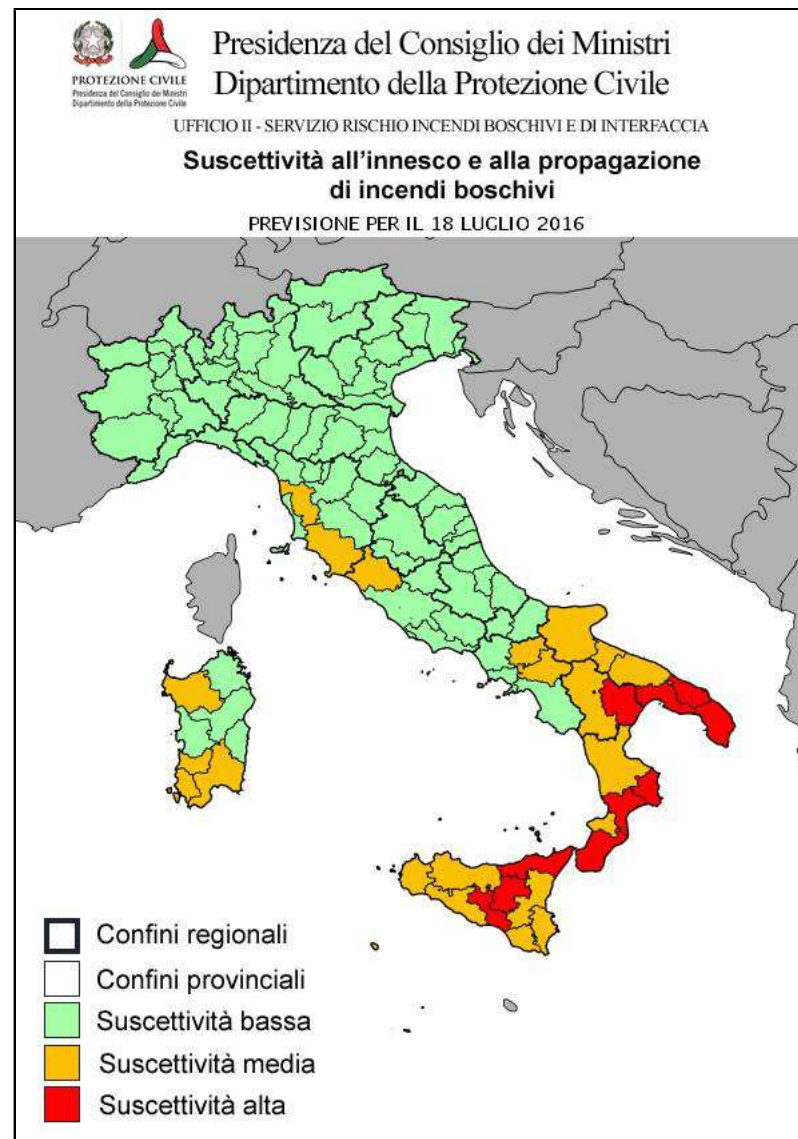 PROTEZIONE CIVILE
Presidenza del Consiglio dei Ministri
Dipartimento della Protezione Civile
Presidenza del Consiglio dei Ministri
Dipartimento della Protezione Civile
UFFICIO II - SERVIZIO RISCHIO INCENDI BOSCHIVI E DI INTERFACCIA
Suscettività all'innesco e alla propagazione
di incendi boschivi
PREVISIONE PER IL 18 LUGLIO 2016
Confini regionali
Confini provinciali
Suscettività bassa
Suscettività media
Suscettività alta